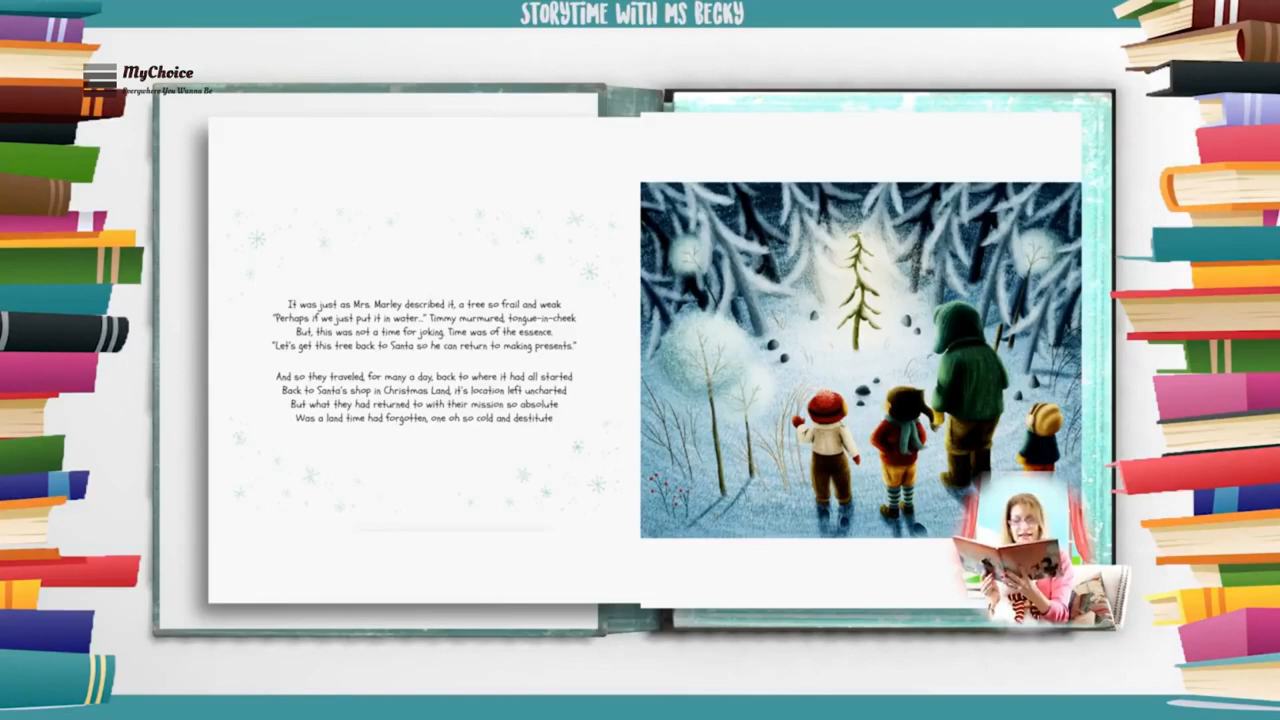 STORYTIME WITH MS BECKY
MyChoice
Everywhere You Wanna Be
It was just as Mrs. Marley described it, a tree so frail and weak
"Perhaps if we just put it in water..." Timmy murmured, tongue-in-cheek
But, this was not a time for joking. Time was of the essence.
"Let's get this tree back to Santa so he can return to making presents."
And so they traveled, for many a day, back to where it had all started
Back to Santa's shop in Christmas Land, it's location left uncharted
But what they had returned to with their mission so absolute
Was a land time had forgotten, one oh so cold and destitute